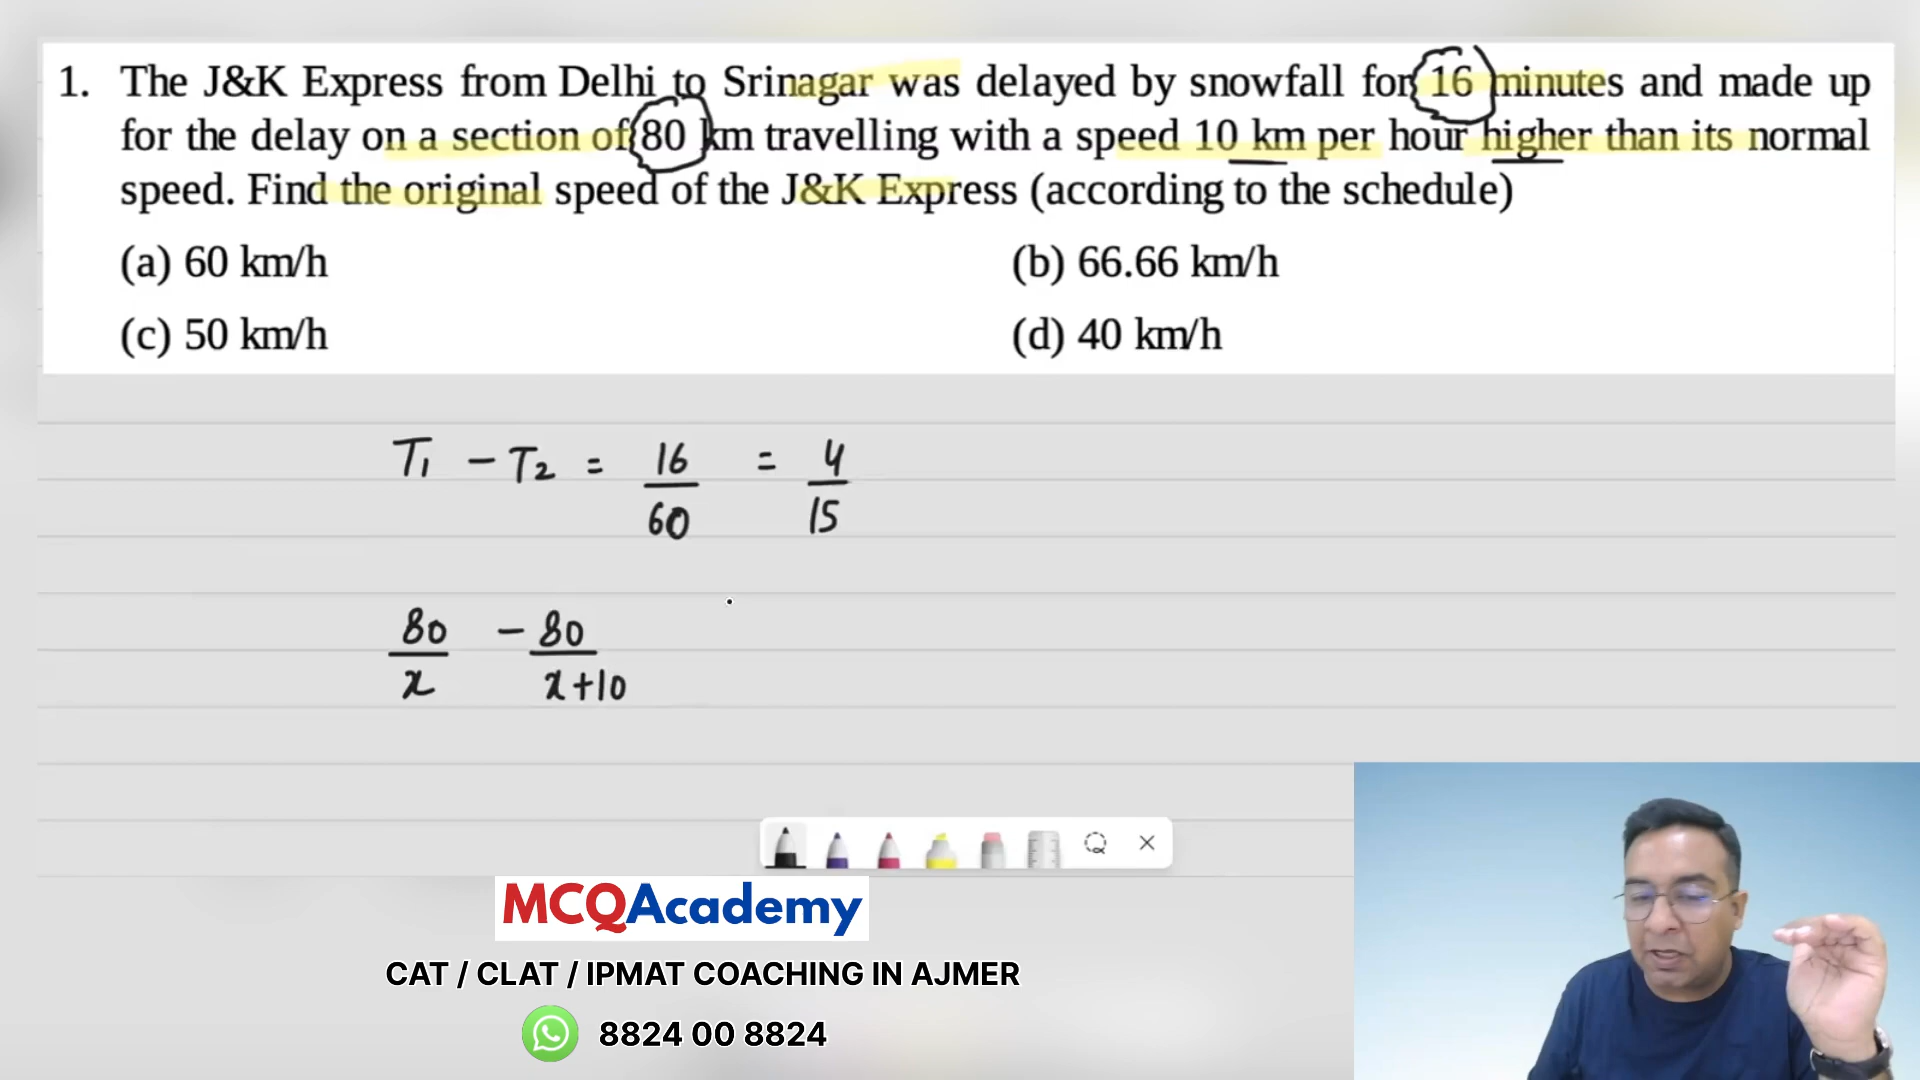 1. The J&K Express from Delhi to Srinagar was delayed by snowfall for 16 minutes and made up
for the delay on a section of 80 km travelling with a speed 10 km per hour higher than its normal
speed. Find the original speed of the J&K Express (according to the schedule)
(a) 60 km/h (b) 66.66 km/h
(c) 50 km/h (d) 40 km/h
T1 - T2 = 16/60 = 4/15
80/x - 80/x+10
MCQAcademy
CAT / CLAT / IPMAT COACHING IN AJMER
8824 00 8824